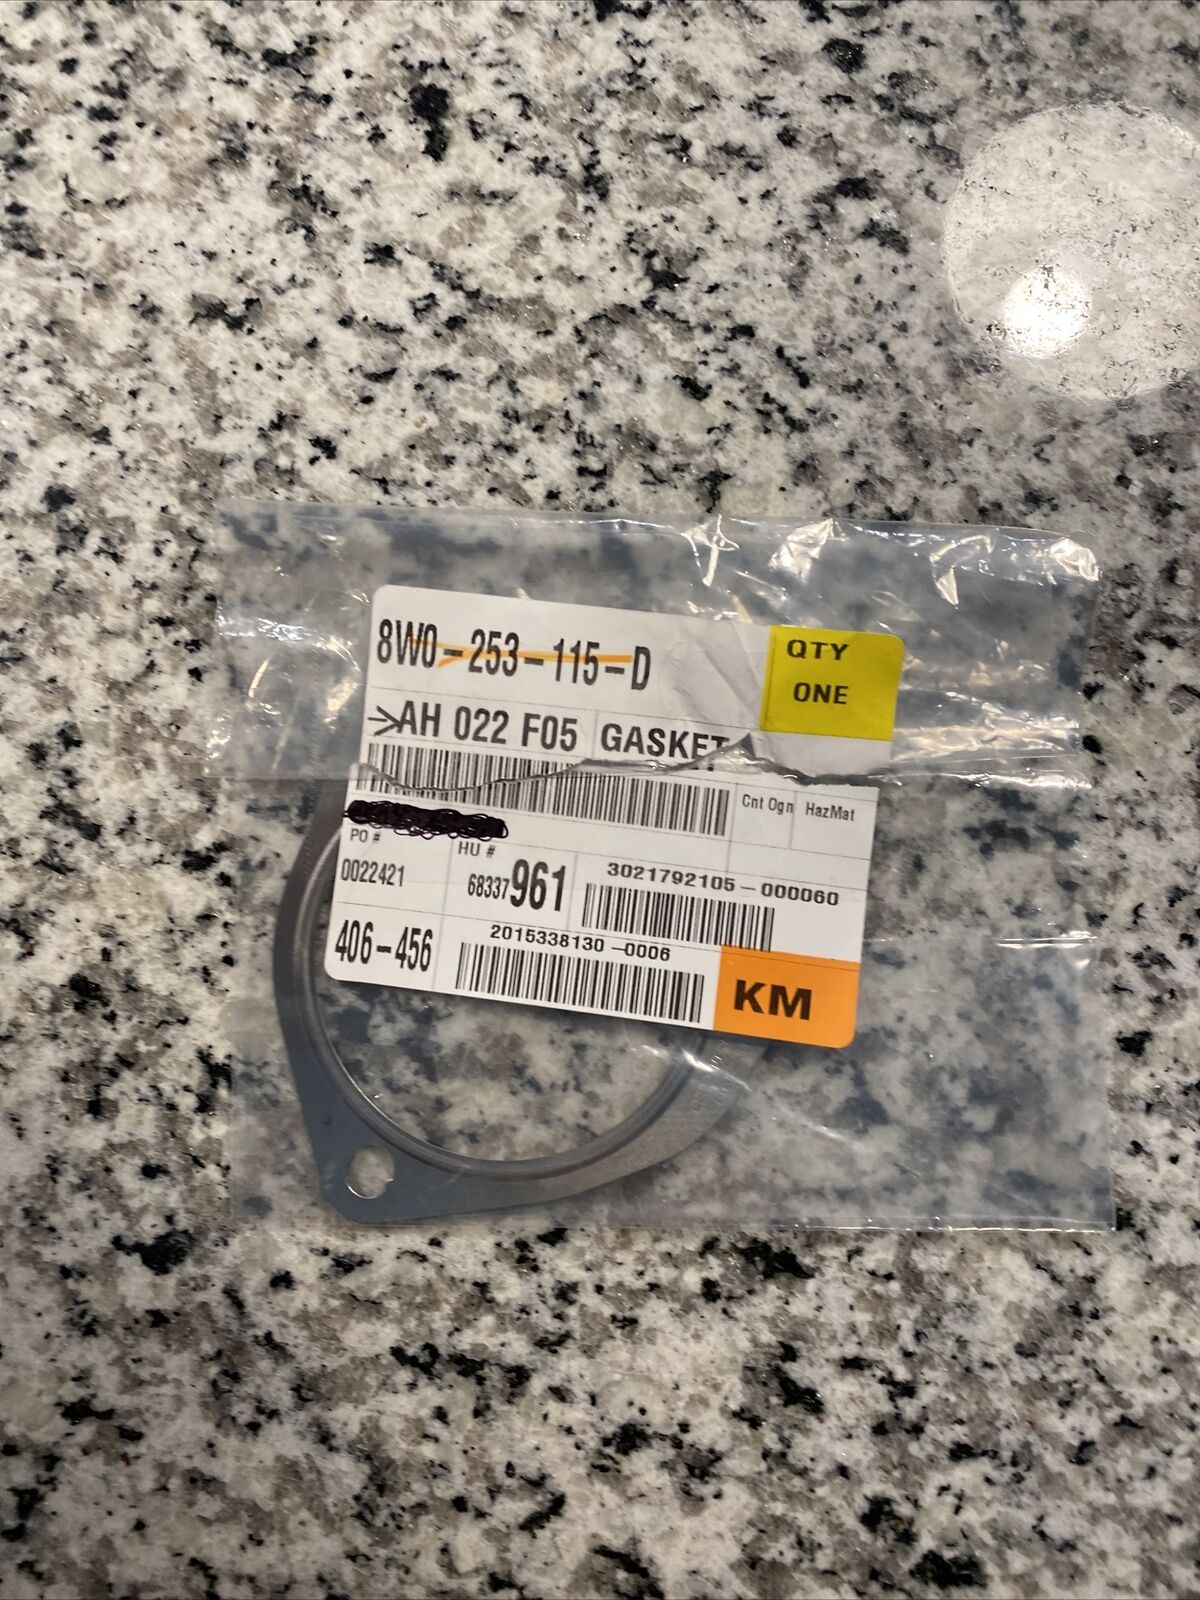 8W0-253-115-D
QTY
ONE
AH 022 F05 GASKET
Cnt Ogn HazMat
PO #
HU #
0022421
68337961
3021792105-000060
406-456
2015338130-0006
KM